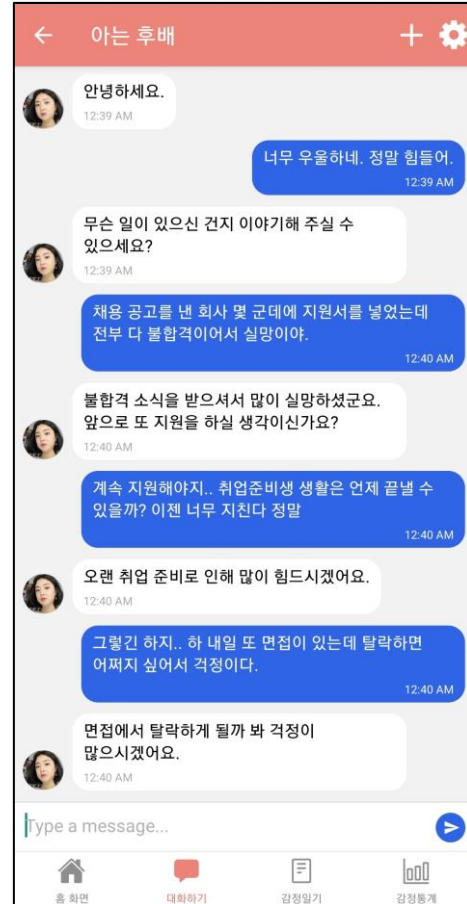 아는 후배
안녕하세요.
12:39 AM
너무 우울하네. 정말 힘들어.
12:39 AM
무슨 일이 있으신 건지 이야기해 주실 수
있으세요?
12:39 AM
채용 공고를 낸 회사 몇 군데에 지원서를 넣었는데
전부 다 불합격이어서 실망이야.
12:40 AM
불합격 소식을 받으셔서 많이 실망하셨군요.
앞으로 또 지원을 하실 생각이신가요?
12:40 AM
계속 지원해야지.. 취업준비생 생활은 언제 끝낼 수
있을까? 이젠 너무 지친다 정말
12:40 AM
오랜 취업 준비로 인해 많이 힘드시겠어요.
12:40 AM
그렇긴 하지.. 하 내일 또 면접이 있는데 탈락하면
어쩌지 싶어서 걱정이다.
12:40 AM
면접에서 탈락하게 될까 봐 걱정이
많으시겠어요.
12:40 AM
Type a message...
홈 화면
대화하기
감정일기
감정통계